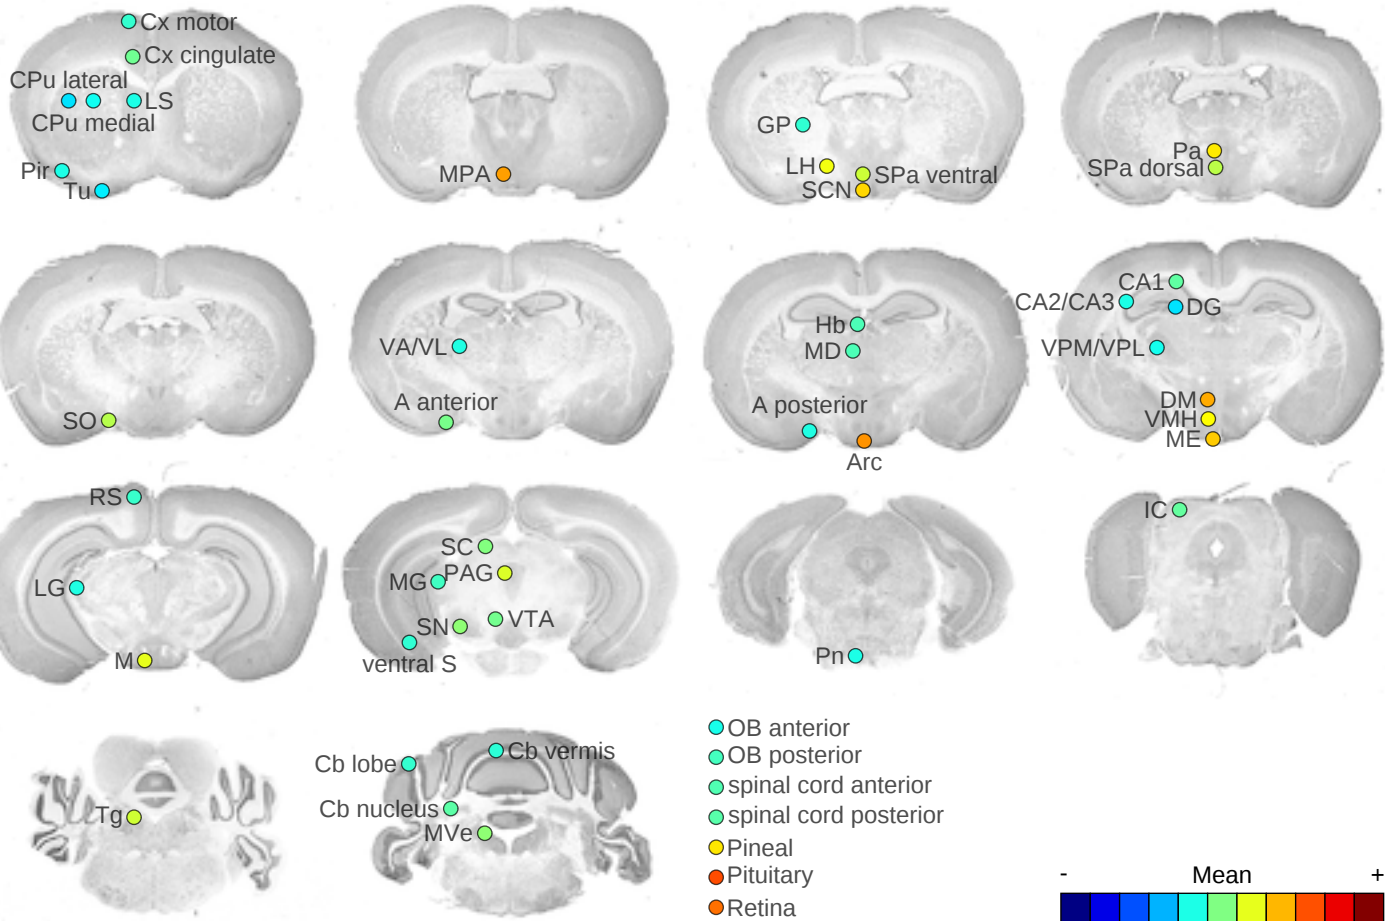 Cx motor
Cx cingulate
CPu lateral
LS
CPu medial
Pir
Tu
MPA
GP
LH
SPa ventral
SCN
Pa
SPa dorsal
SO
VA/VL
A anterior
Hb
MD
A posterior
Arc
CA1
CA2/CA3
DG
VPM/VPL
DM
VMH
ME
RS
LG
M
SC
MG
PAG
SN
VTA
ventral S
Pn
IC
Tg
Cb lobe
Cb vermis
Cb nucleus
MVe
OB anterior
OB posterior
spinal cord anterior
spinal cord posterior
Pineal
Pituitary
Retina
- Mean +